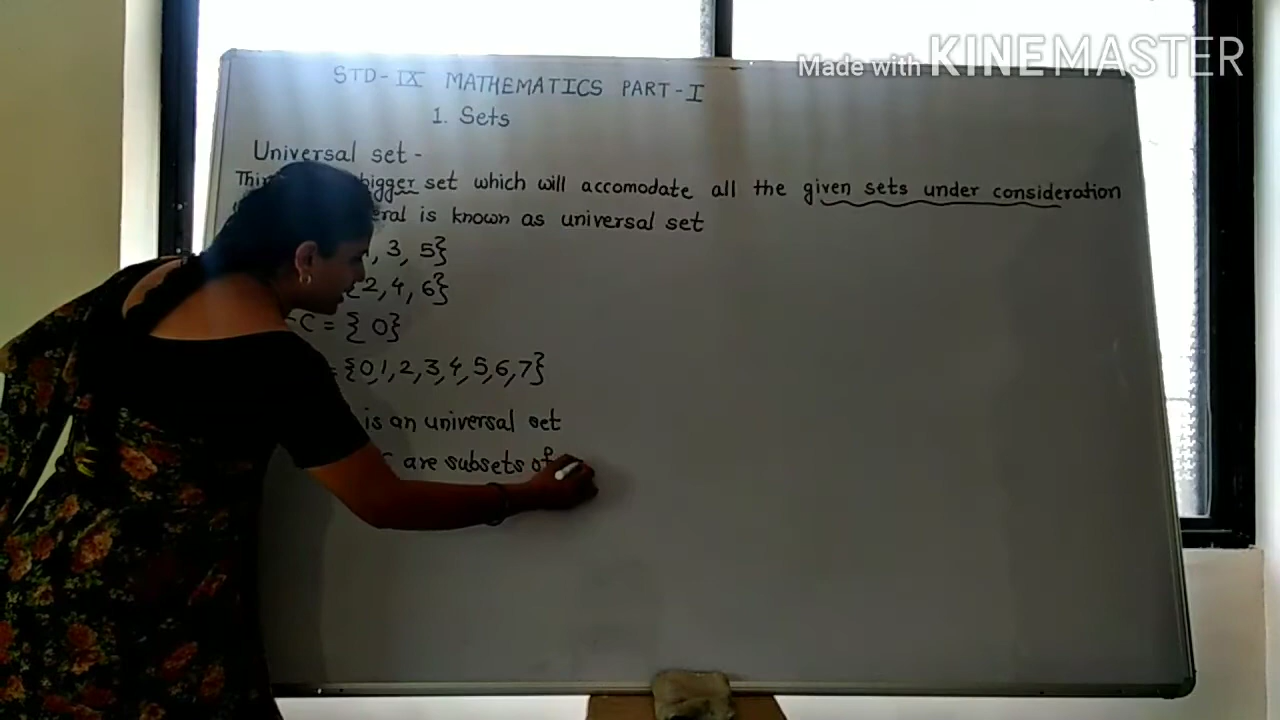 Made with KINEMASTER
STD-IX MATHEMATICS PART-I
1. Sets
Universal set -
bigger set which will accomodate all the given sets under consideration
is known as universal set
, 3, 5}
{2, 4, 6}
C = { 0}
= {0,1,2,3,4,5,6,7}
is an universal set
are subsets of